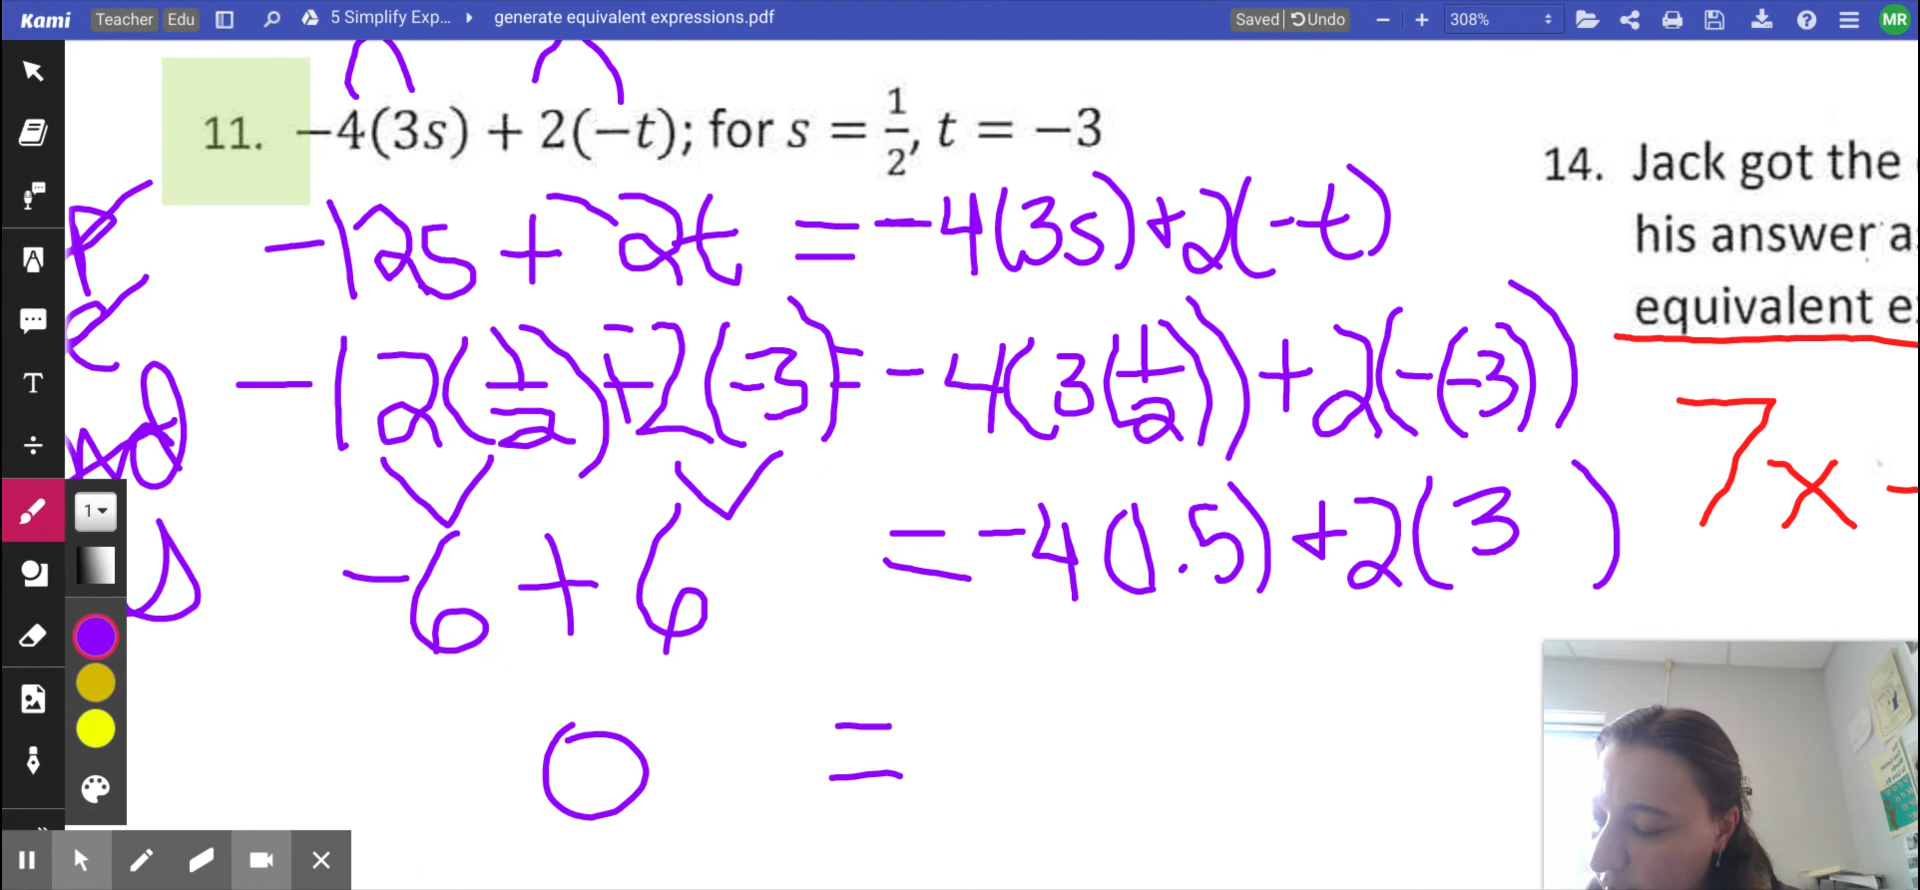 Kami Teacher Edu 5 Simplify Exp... generate equivalent expressions.pdf Saved Undo 308% MR
11. −4(3s) + 2(−t); for s = 1/2, t = −3
14. Jack got the
his answer a
equivalent e
-12s + -2t = -4(3s) + 2(-t)
-12(1/2) + -2(-3) = -4(3(1/2)) + 2(-(-3))
-6 + 6 = -4(1.5) + 2(3)
0 =
7x -
T
1